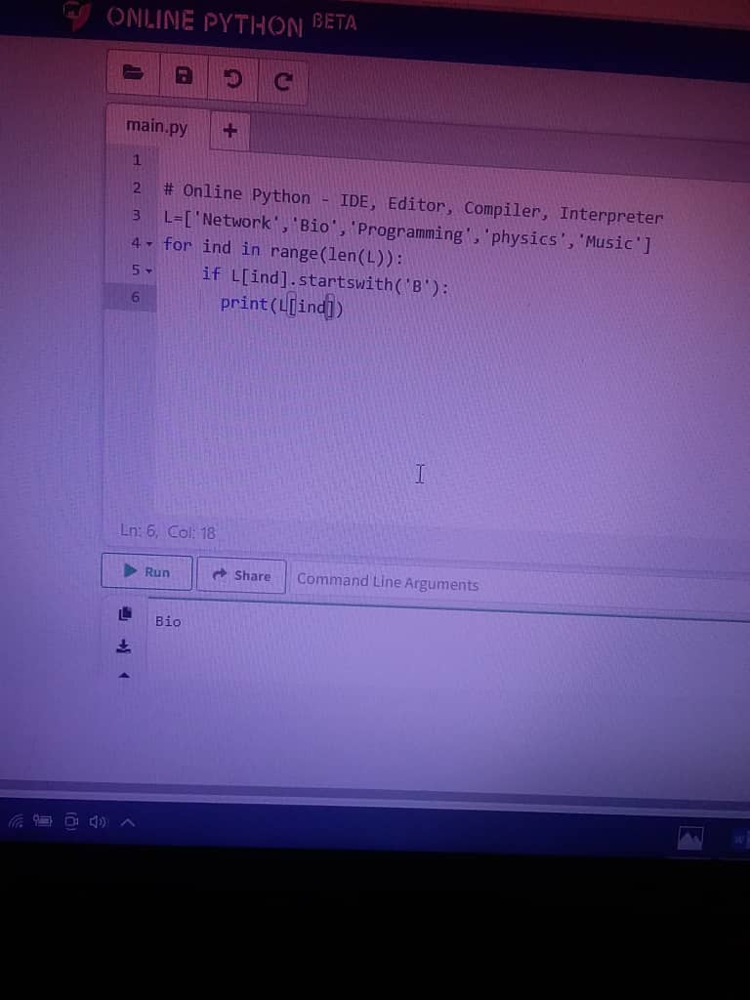 ONLINE PYTHON BETA
main.py +
1
2 # Online Python - IDE, Editor, Compiler, Interpreter
3 L=['Network','Bio','Programming','physics','Music']
4 for ind in range(len(L)):
5 if L[ind].startswith('B'):
6 print(L[ind])
Ln: 6, Col: 18
Run Share Command Line Arguments
Bio
W